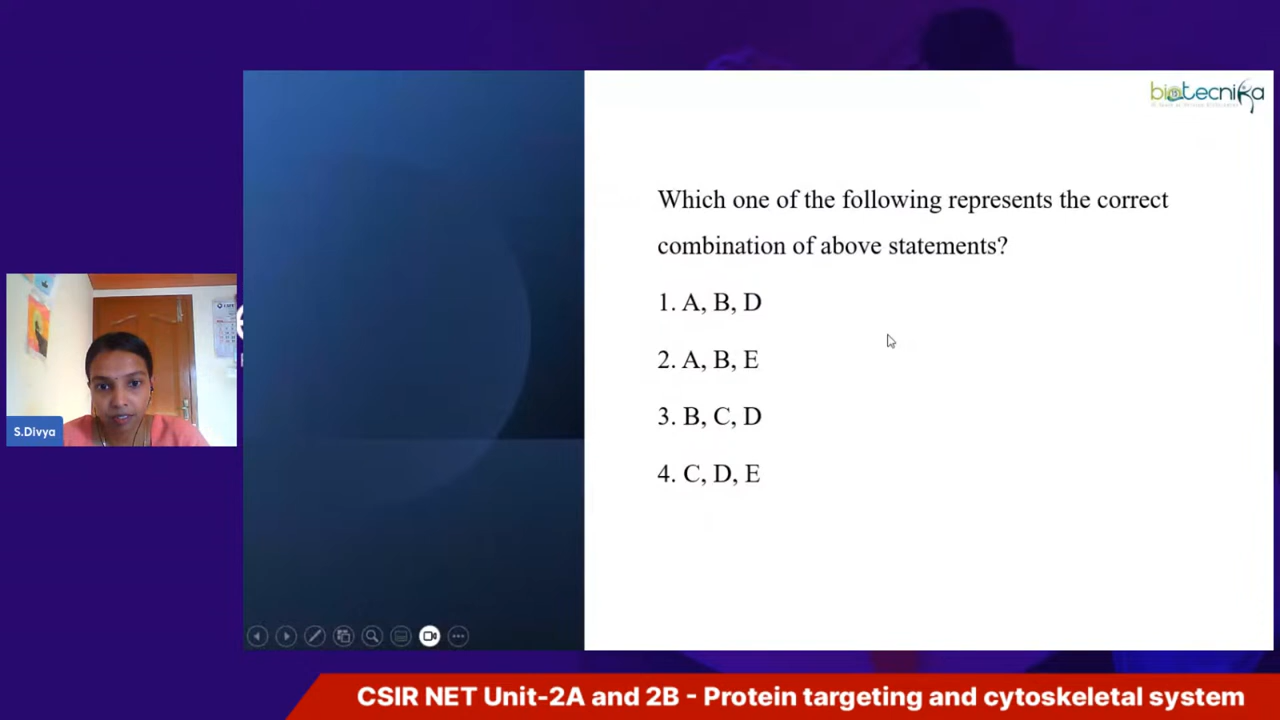 biotecnika
Which one of the following represents the correct
combination of above statements?
1. A, B, D
2. A, B, E
3. B, C, D
4. C, D, E
S.Divya
CSIR NET Unit-2A and 2B - Protein targeting and cytoskeletal system